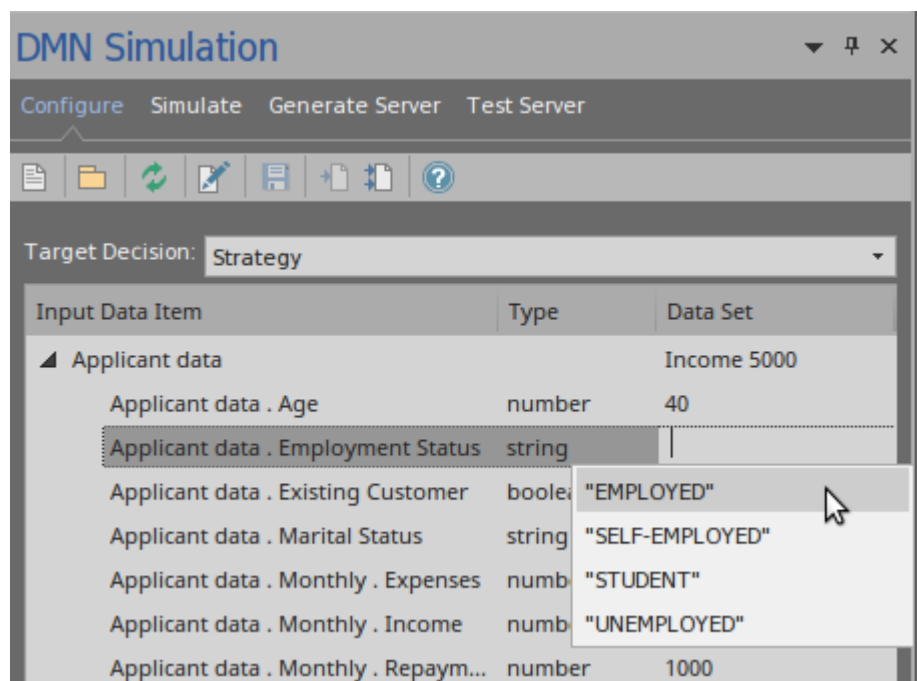 DMN Simulation
Configure Simulate Generate Server Test Server
Target Decision: Strategy
Input Data Item Type Data Set
Applicant data Income 5000
Applicant data . Age number 40
Applicant data . Employment Status string
Applicant data . Existing Customer boolea "EMPLOYED"
Applicant data . Marital Status string "SELF-EMPLOYED"
Applicant data . Monthly . Expenses numb "STUDENT"
Applicant data . Monthly . Income numb "UNEMPLOYED"
Applicant data . Monthly . Repaym... number 1000